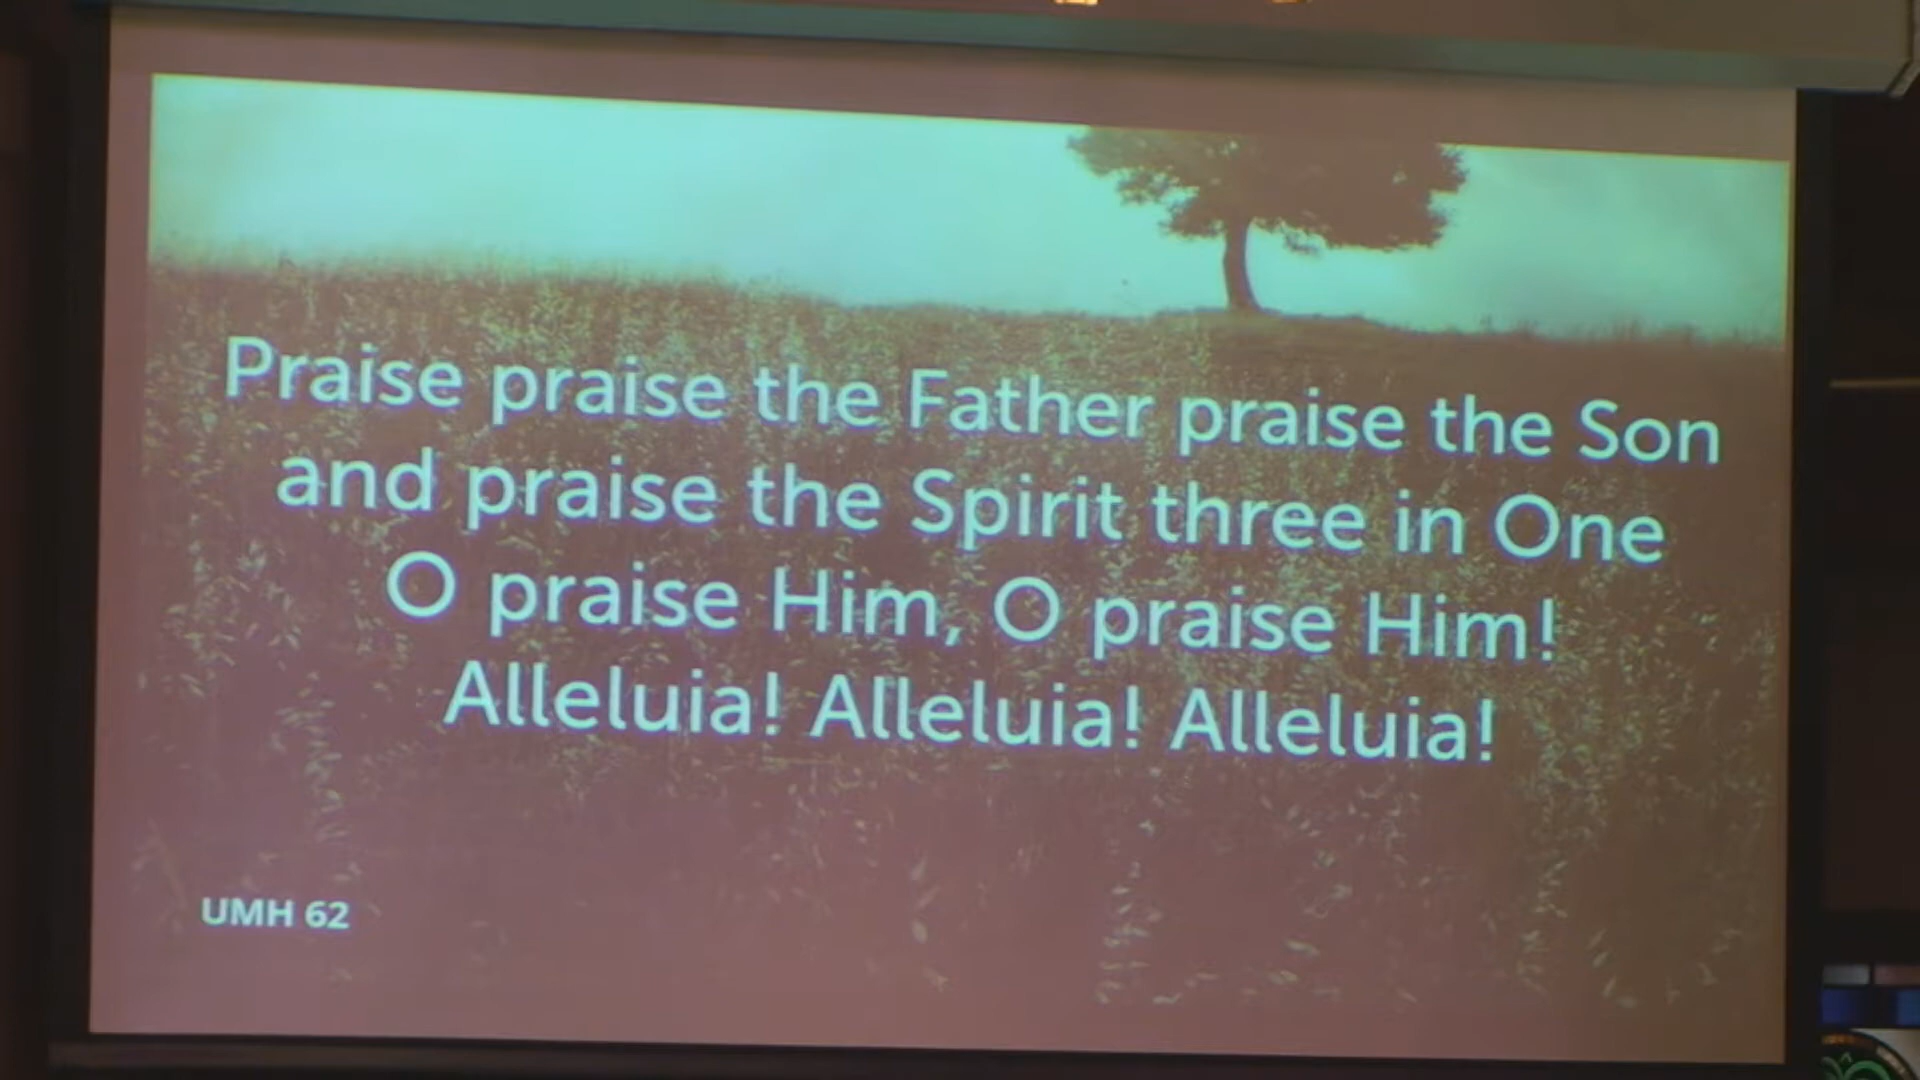 Praise praise the Father praise the Son
and praise the Spirit three in One
O praise Him, O praise Him!
Alleluia! Alleluia! Alleluia!
UMH 62